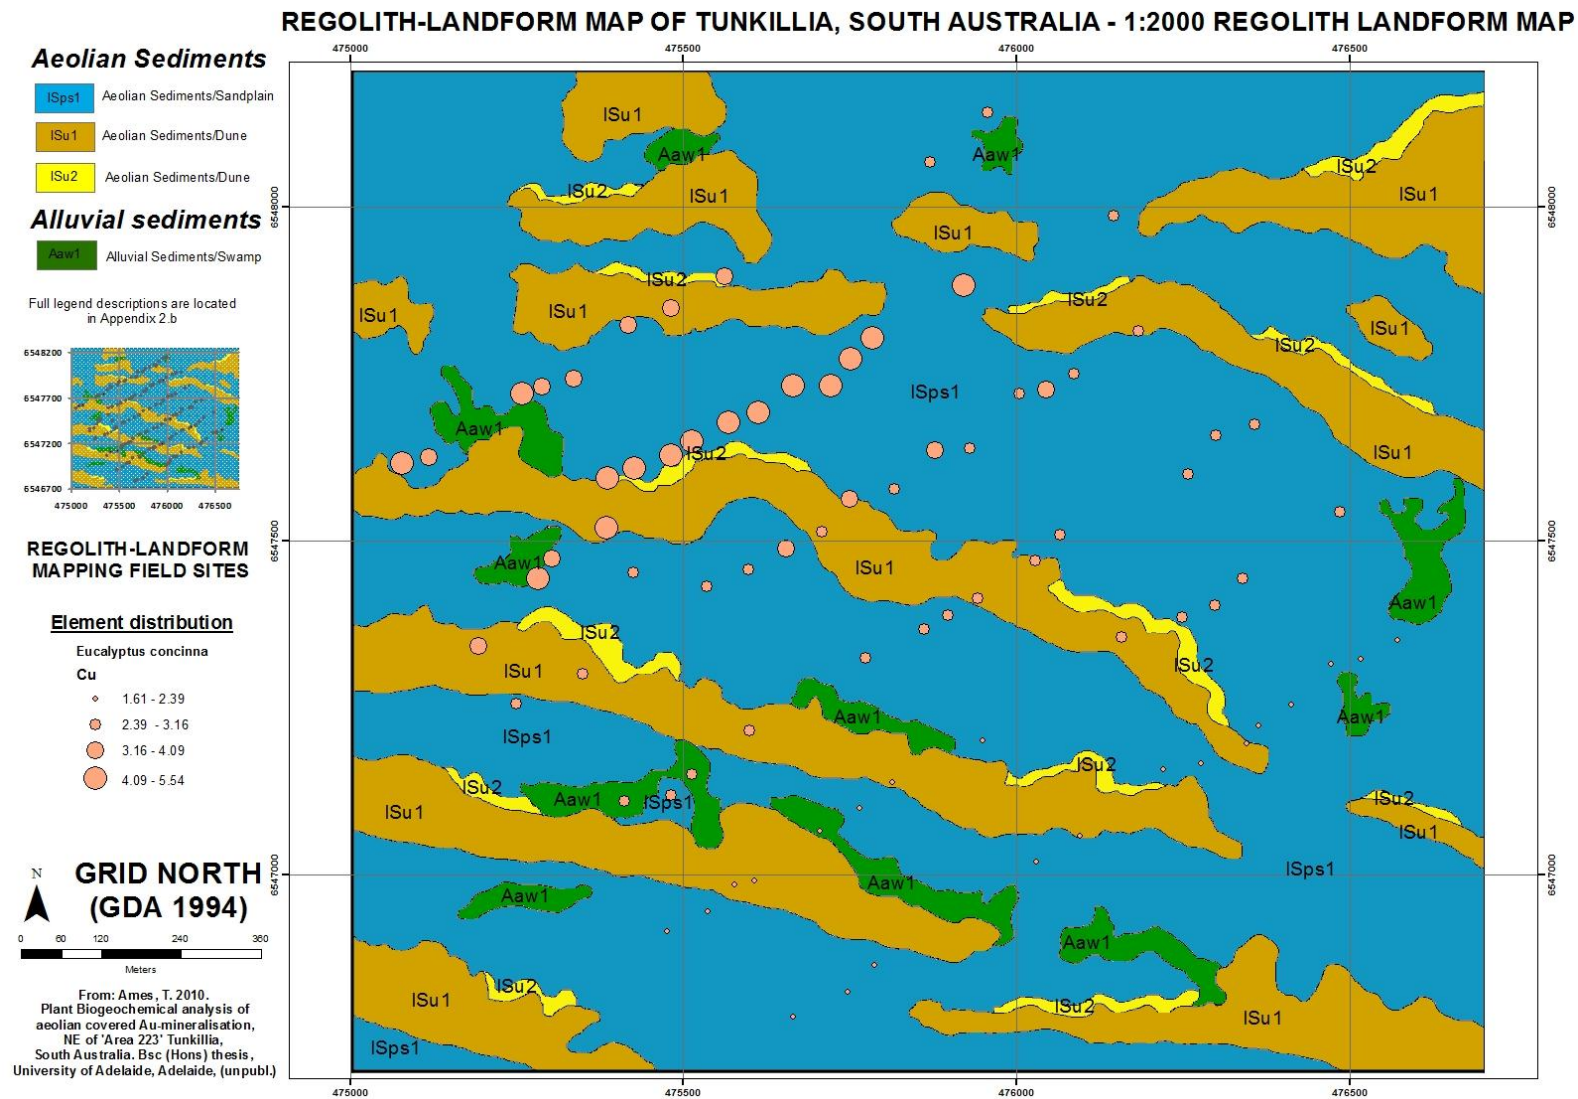 REGOLITH-LANDFORM MAP OF TUNKILLIA, SOUTH AUSTRALIA - 1:2000 REGOLITH LANDFORM MAP
475000 475500 476000 476500
Aeolian Sediments
ISps1 Aeolian Sediments/Sandplain
ISu1 Aeolian Sediments/Dune
ISu2 Aeolian Sediments/Dune
Alluvial sediments
Aaw1 Alluvial Sediments/Swamp
Full legend descriptions are located
in Appendix 2.b
6548200
6547700
6547200
6546700
475000 475500 476000 476500
REGOLITH-LANDFORM
MAPPING FIELD SITES
Element distribution
Eucalyptus concinna
Cu
1.61 - 2.39
2.39 - 3.16
3.16 - 4.09
4.09 - 5.54
N
GRID NORTH
(GDA 1994)
0 60 120 240 360
Meters
From: Ames, T. 2010.
Plant Biogeochemical analysis of
aeolian covered Au-mineralisation,
NE of 'Area 223' Tunkillia,
South Australia. Bsc (Hons) thesis,
University of Adelaide, Adelaide, (unpubl.)
6548000
6547500
6547000
ISu1
Aaw1
Aaw1
ISu2
ISu2
ISu1
ISu1
ISu1
ISu2
ISu2
ISu1
ISu1
ISu1
ISu2
ISps1
Aaw1
ISu2
ISu1
Aaw1
ISu1
Aaw1
ISu2
ISu2
ISu1
Aaw1
Aaw1
ISps1
ISu2
ISu2
Aaw1
ISps1
ISu2
ISu1
ISu1
ISps1
Aaw1
Aaw1
Aaw1
ISu2
ISu1
ISu2
ISu1
ISps1
6548000
6547500
6547000
475000 475500 476000 476500